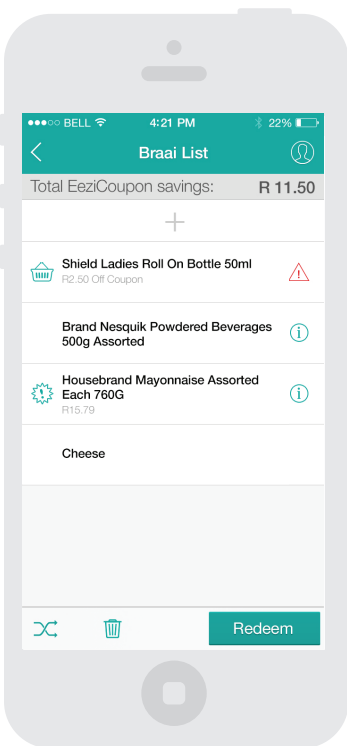 BELL 4:21 PM 22%
Braai List
Total EeziCoupon savings: R 11.50
Shield Ladies Roll On Bottle 50ml
R2.50 Off Coupon
Brand Nesquik Powdered Beverages
500g Assorted
Housebrand Mayonnaise Assorted
Each 760G
R15.79
Cheese
Redeem